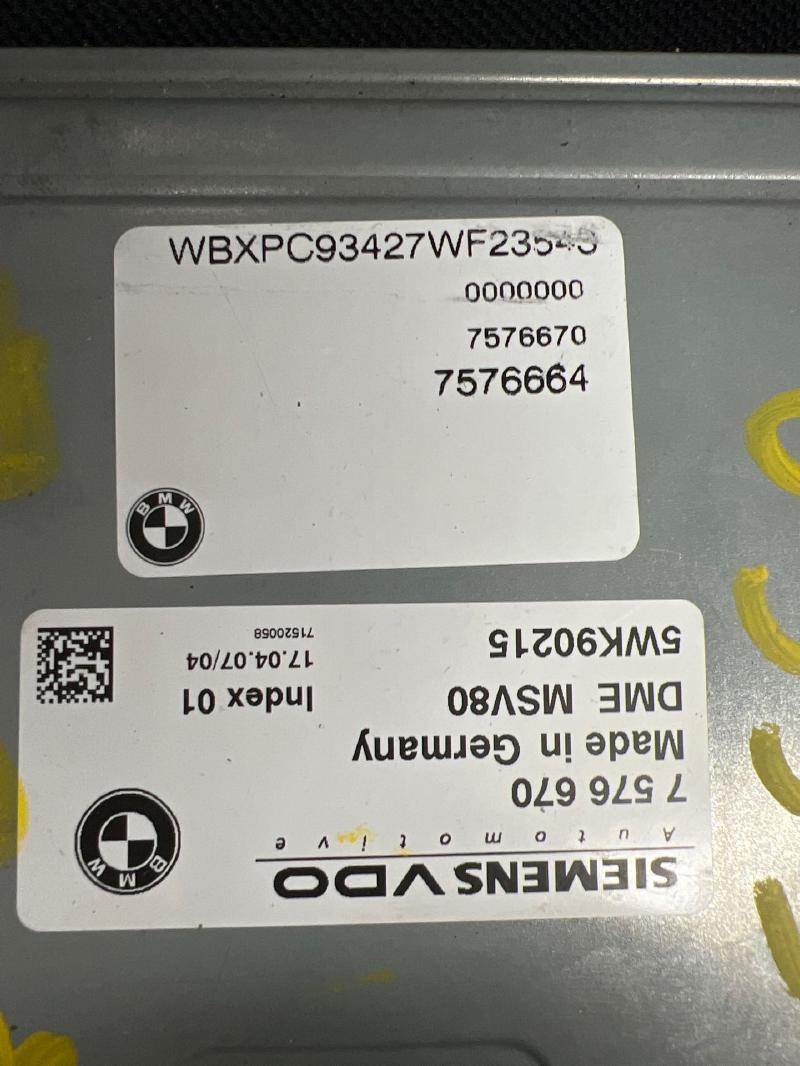 WBXPC93427WF23543
0000000
7576670
7576664
BMW
SIEMENS VDO
Automotive
7 576 670
Made in Germany
DME MSV80
Index 01
5WK90215
17.04.07/04
71520058
BMW